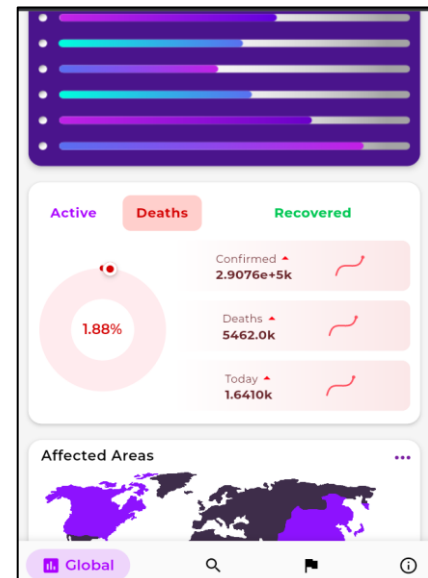 Active Deaths Recovered
Confirmed
2.9076e+5k
1.88%
Deaths
5462.0k
Today
1.6410k
Affected Areas
Global